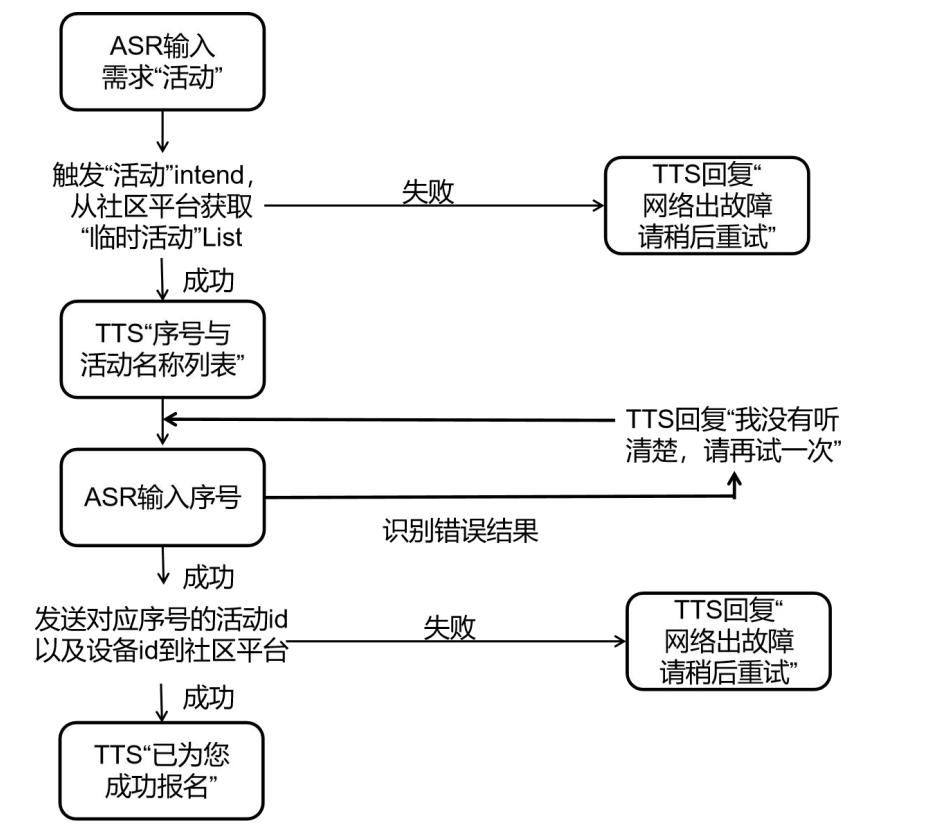 ASR输入
需求“活动”
触发“活动”intend，
从社区平台获取
“临时活动”List
失败
TTS回复“
网络出故障
请稍后重试”
成功
TTS“序号与
活动名称列表”
TTS回复“我没有听
清楚，请再试一次”
ASR输入序号
识别错误结果
成功
发送对应序号的活动id
以及设备id到社区平台
失败
TTS回复“
网络出故障
请稍后重试”
成功
TTS“已为您
成功报名”